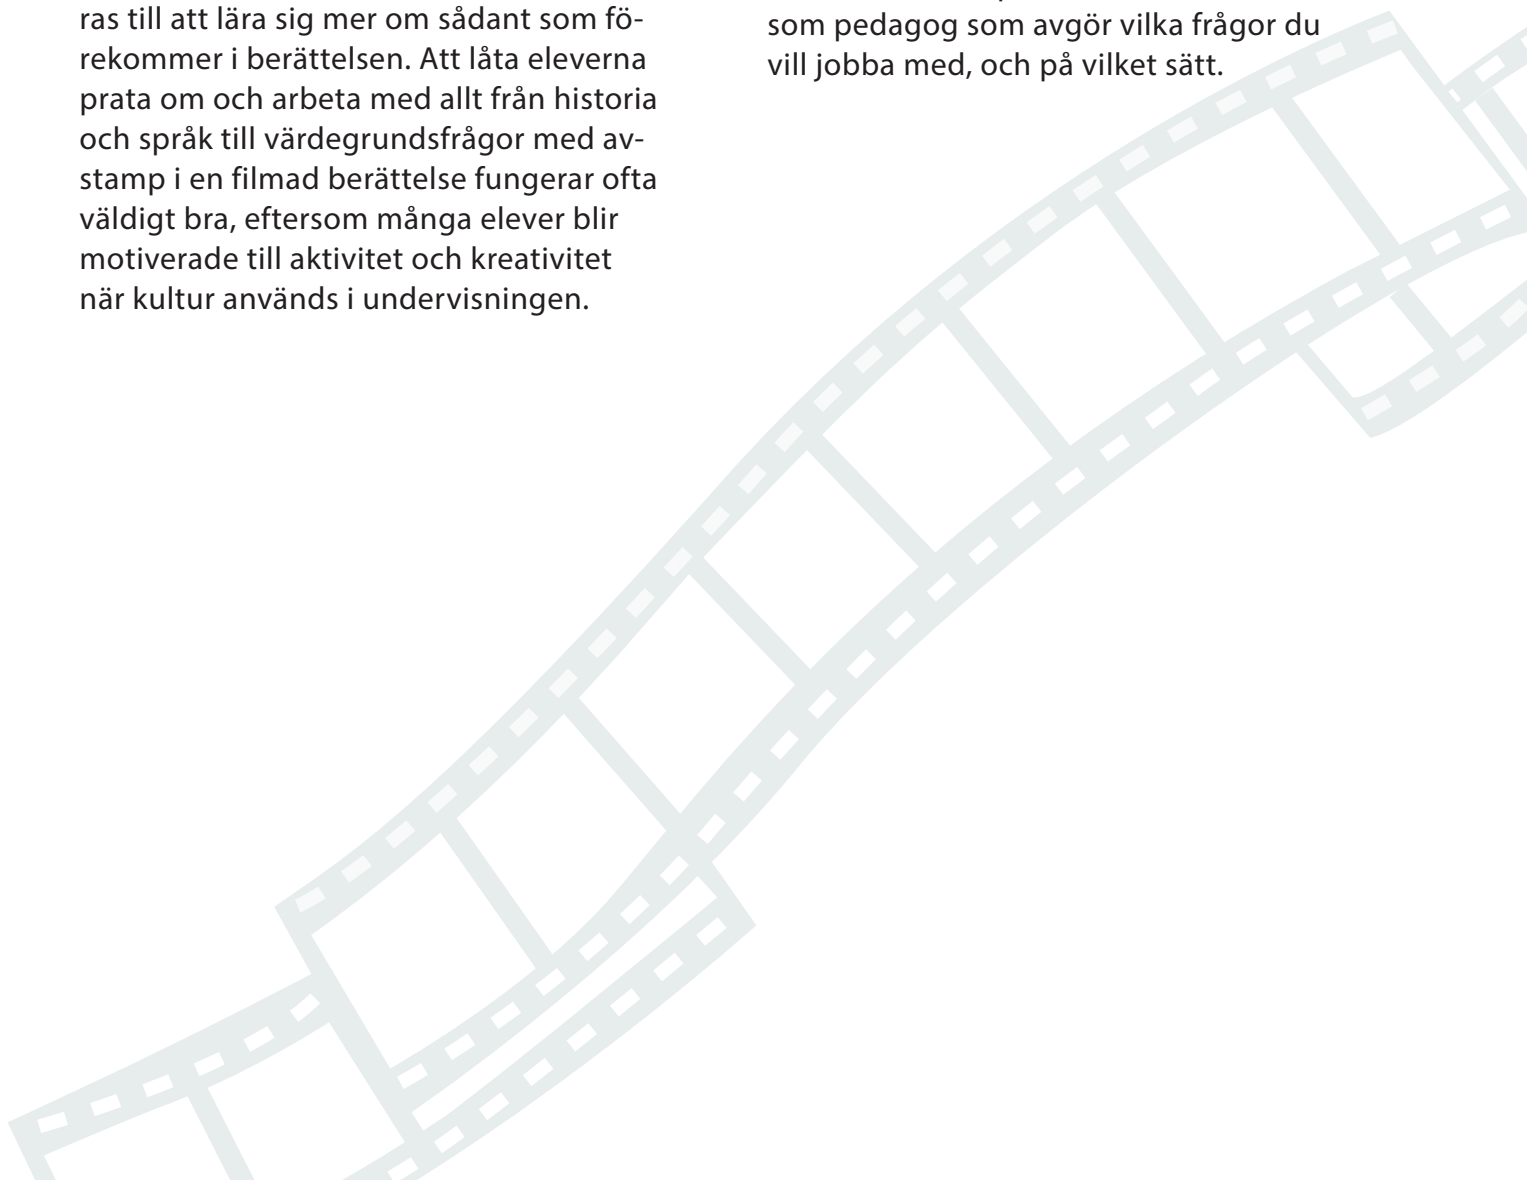 ras till att lära sig mer om sådant som fö-
rekommer i berättelsen. Att låta eleverna
prata om och arbeta med allt från historia
och språk till värdegrundsfrågor med av-
stamp i en filmad berättelse fungerar ofta
väldigt bra, eftersom många elever blir
motiverade till aktivitet och kreativitet
när kultur används i undervisningen.
som pedagog som avgör vilka frågor du
vill jobba med, och på vilket sätt.